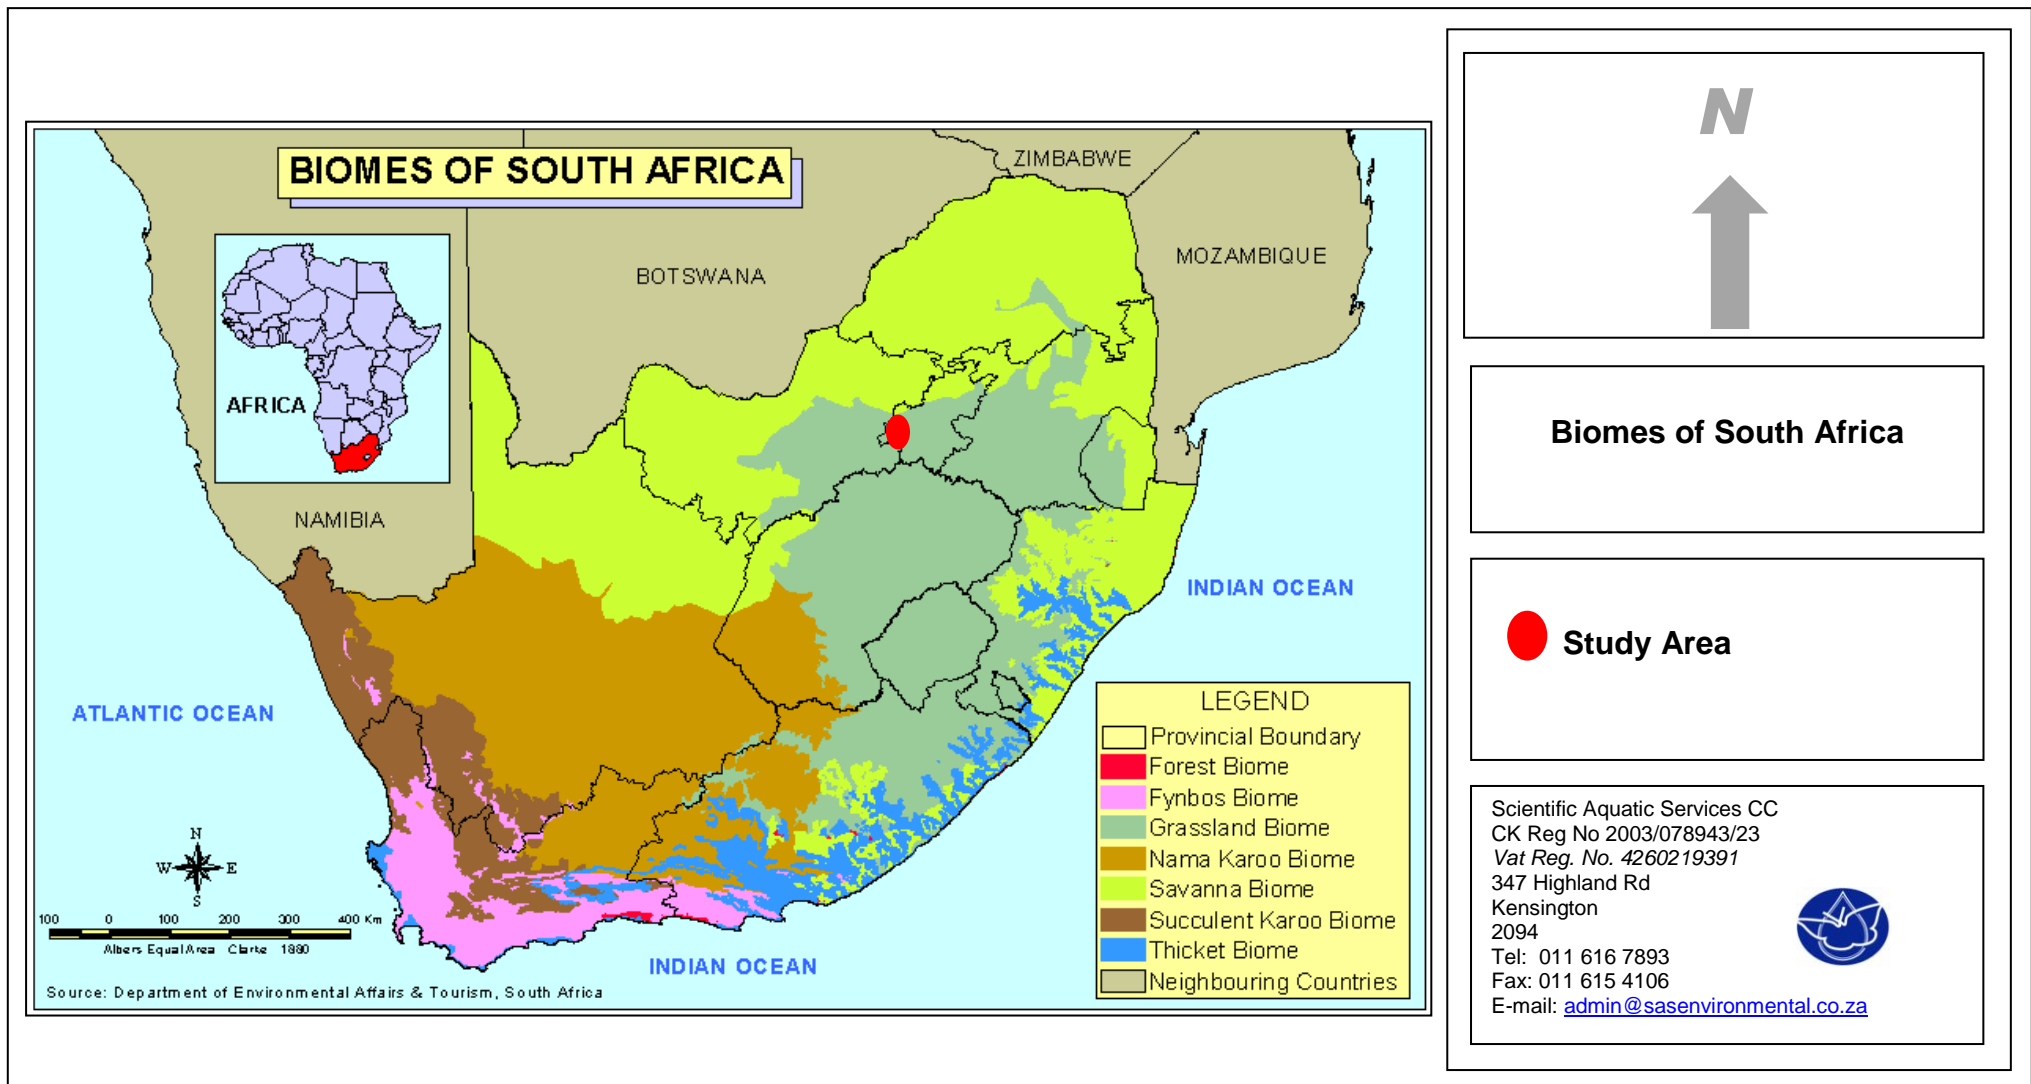 BIOMES OF SOUTH AFRICA
ZIMBABWE
MOZAMBIQUE
BOTSWANA
AFRICA
NAMIBIA
INDIAN OCEAN
ATLANTIC OCEAN
INDIAN OCEAN
LEGEND
Provincial Boundary
Forest Biome
Fynbos Biome
Grassland Biome
Nama Karoo Biome
Savanna Biome
Succulent Karoo Biome
Thicket Biome
Neighbouring Countries
N
W E
S
100 0 100 200 300 400 Km
Albers Equal Area Clarke 1880
Source: Department of Environmental Affairs & Tourism, South Africa
N
Biomes of South Africa
Study Area
Scientific Aquatic Services CC
CK Reg No 2003/078943/23
Vat Reg. No. 4260219391
347 Highland Rd
Kensington
2094
Tel: 011 616 7893
Fax: 011 615 4106
E-mail: admin@sasenvironmental.co.za